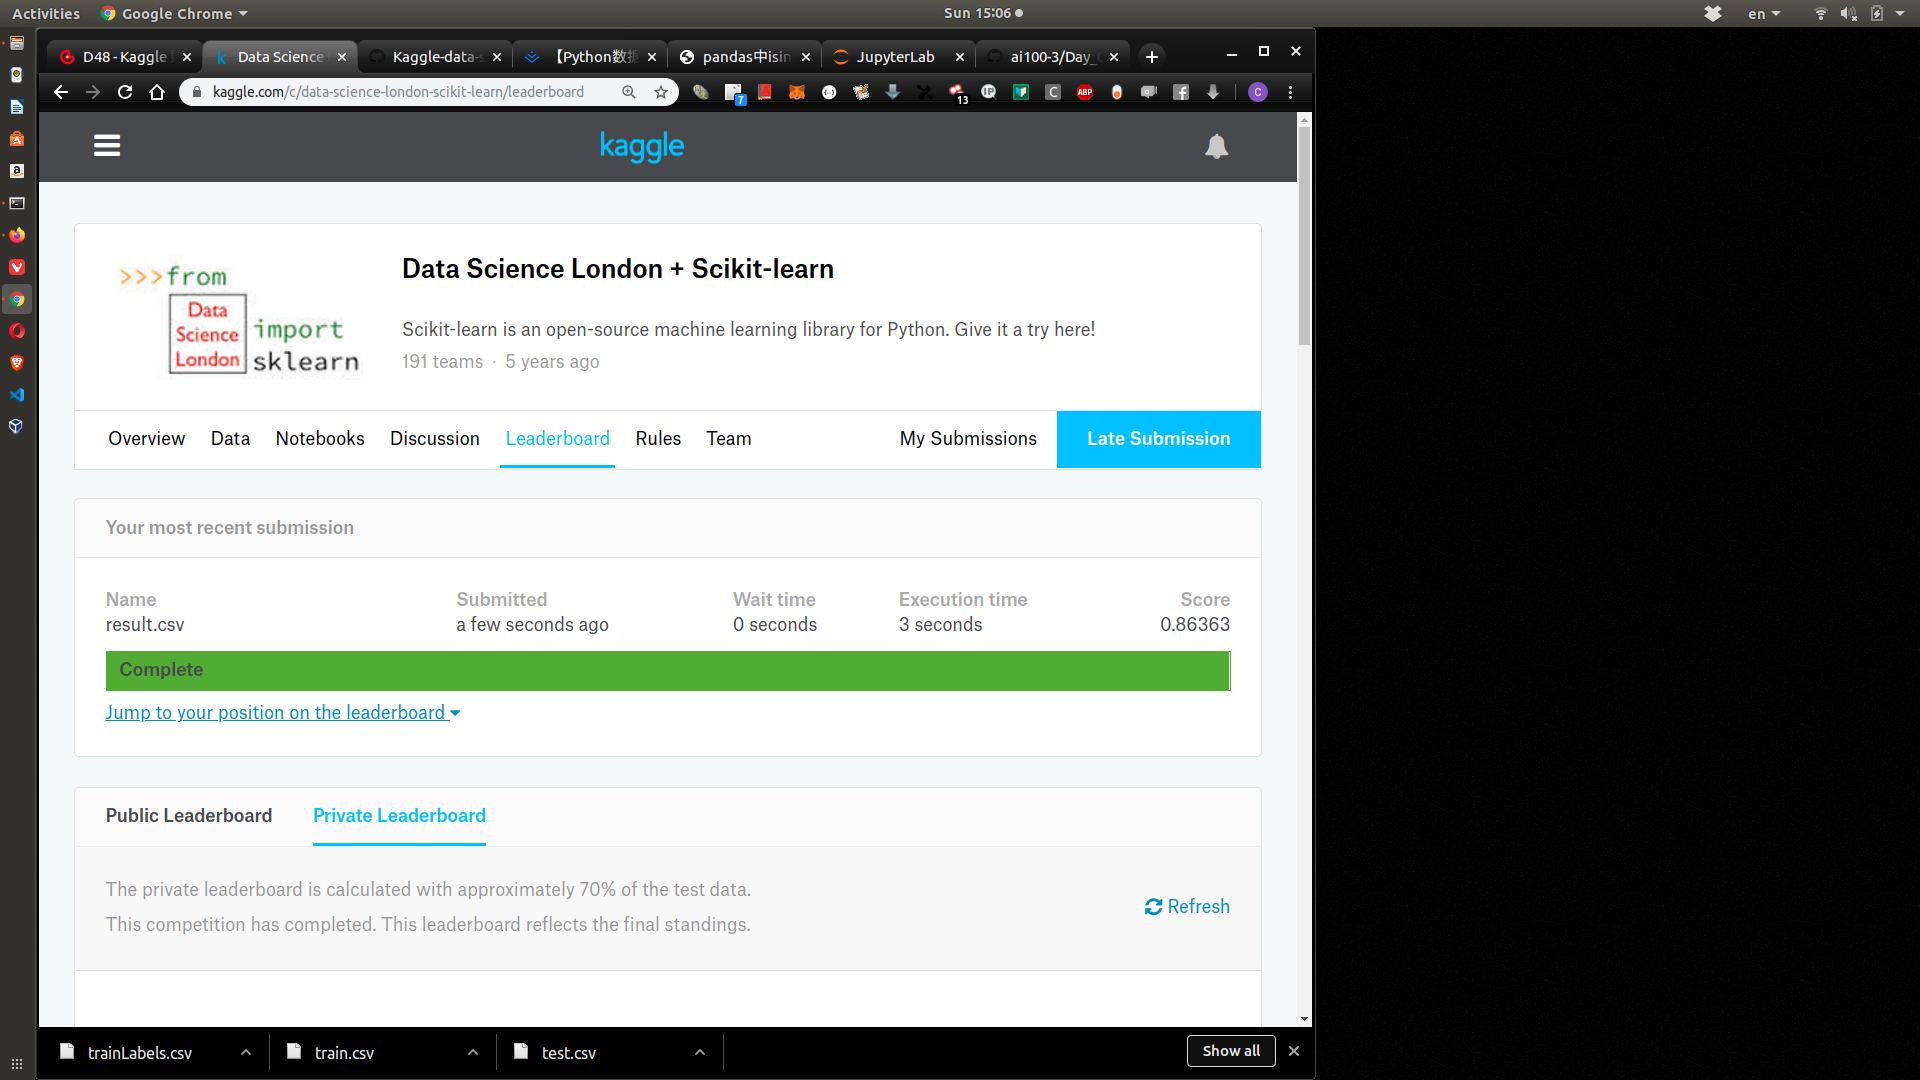 Activities Google Chrome Sun 15:06 en
D48 - Kaggle Data Science Kaggle-data-s 【Python数据 pandas中isin JupyterLab ai100-3/Day_
kaggle.com/c/data-science-london-scikit-learn/leaderboard 7 13 IP C ABP C
kaggle
>>>from
Data
Science
London
import
sklearn
Data Science London + Scikit-learn
Scikit-learn is an open-source machine learning library for Python. Give it a try here!
191 teams · 5 years ago
Overview Data Notebooks Discussion Leaderboard Rules Team My Submissions Late Submission
Your most recent submission
Name Submitted Wait time Execution time Score
result.csv a few seconds ago 0 seconds 3 seconds 0.86363
Complete
Jump to your position on the leaderboard
Public Leaderboard Private Leaderboard
The private leaderboard is calculated with approximately 70% of the test data.
This competition has completed. This leaderboard reflects the final standings.
Refresh
trainLabels.csv train.csv test.csv Show all